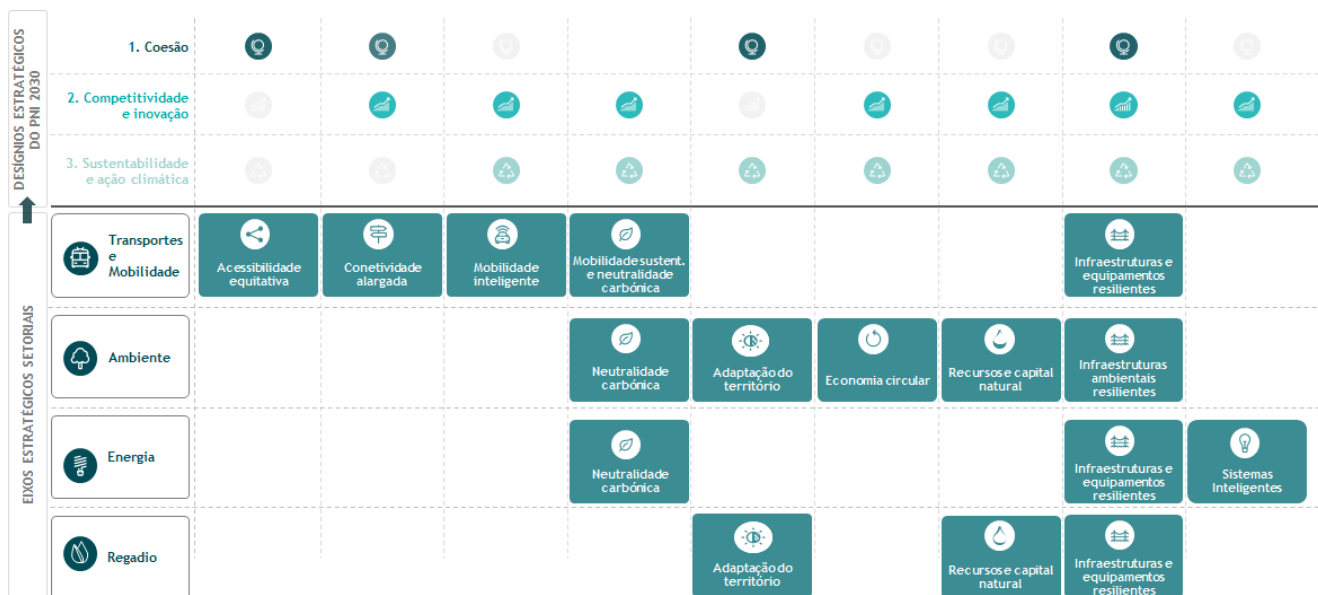 DESÍGNIOS ESTRATÉGICOS
DO PNI 2030
1. Coesão
2. Competitividade
e inovação
3. Sustentabilidade
e ação climática
EIXOS ESTRATÉGICOS SETORIAIS
Transportes
e
Mobilidade
Acessibilidade
equitativa
Conetividade
alargada
Mobilidade
inteligente
Mobilidade sustent.
e neutralidade
carbónica
Infraestruturas e
equipamentos
resilientes
Ambiente
Neutralidade
carbónica
Adaptação do
território
Economia circular
Recursos e capital
natural
Infraestruturas
ambientais
resilientes
Energia
Neutralidade
carbónica
Infraestruturas e
equipamentos
resilientes
Sistemas
Inteligentes
Regadio
Adaptação do
território
Recursos e capital
natural
Infraestruturas e
equipamentos
resilientes